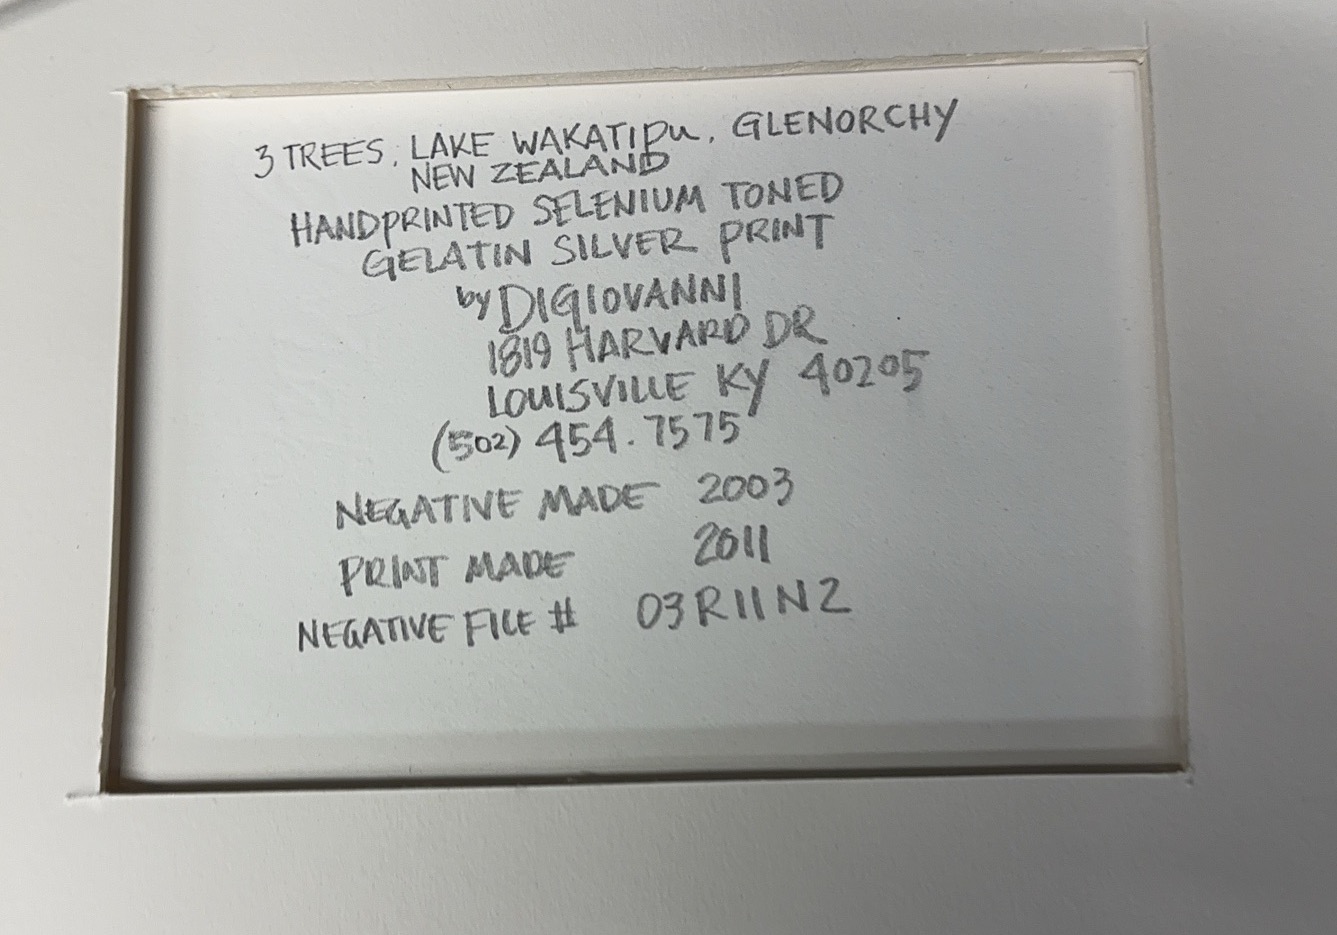 3 TREES, LAKE WAKATIPU, GLENORCHY
NEW ZEALAND
HANDPRINTED SELENIUM TONED
GELATIN SILVER PRINT
by DIGIOVANNI
1819 HARVARD DR
LOUISVILLE KY 40205
(502) 454.7575
NEGATIVE MADE 2003
PRINT MADE 2011
NEGATIVE FILE # 03R11N2